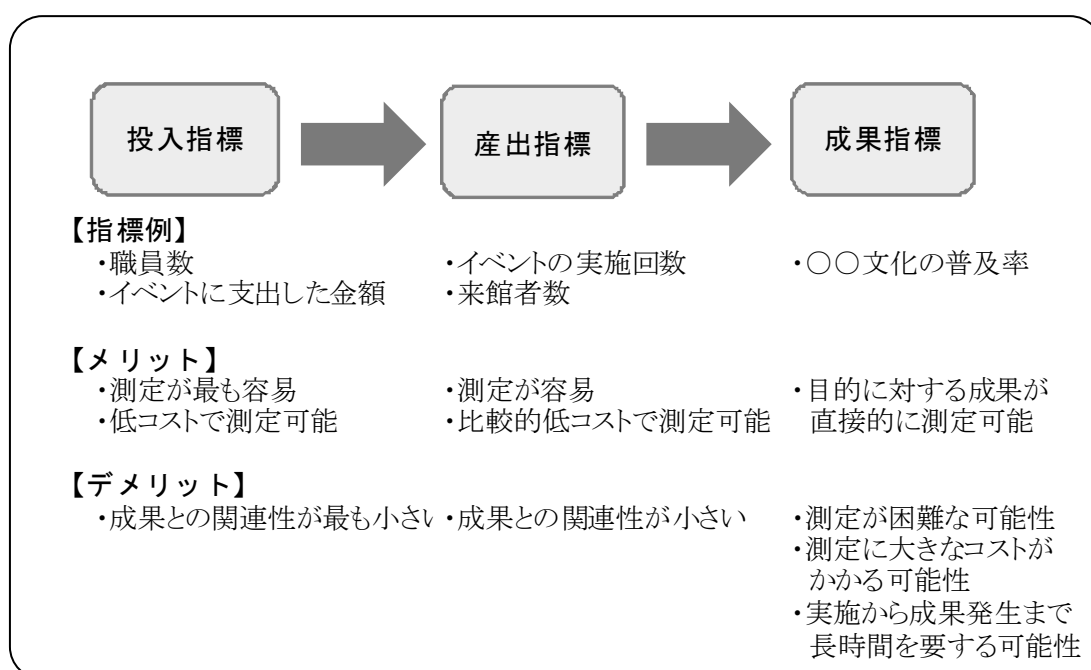 投入指標
産出指標
成果指標
【指標例】
・職員数
・イベントに支出した金額
・イベントの実施回数
・来館者数
・〇〇文化の普及率
【メリット】
・測定が最も容易
・低コストで測定可能
・測定が容易
・比較的低コストで測定可能
・目的に対する成果が
直接的に測定可能
【デメリット】
・成果との関連性が最も小さい
・成果との関連性が小さい
・測定が困難な可能性
・測定に大きなコストが
かかる可能性
・実施から成果発生まで
長時間を要する可能性